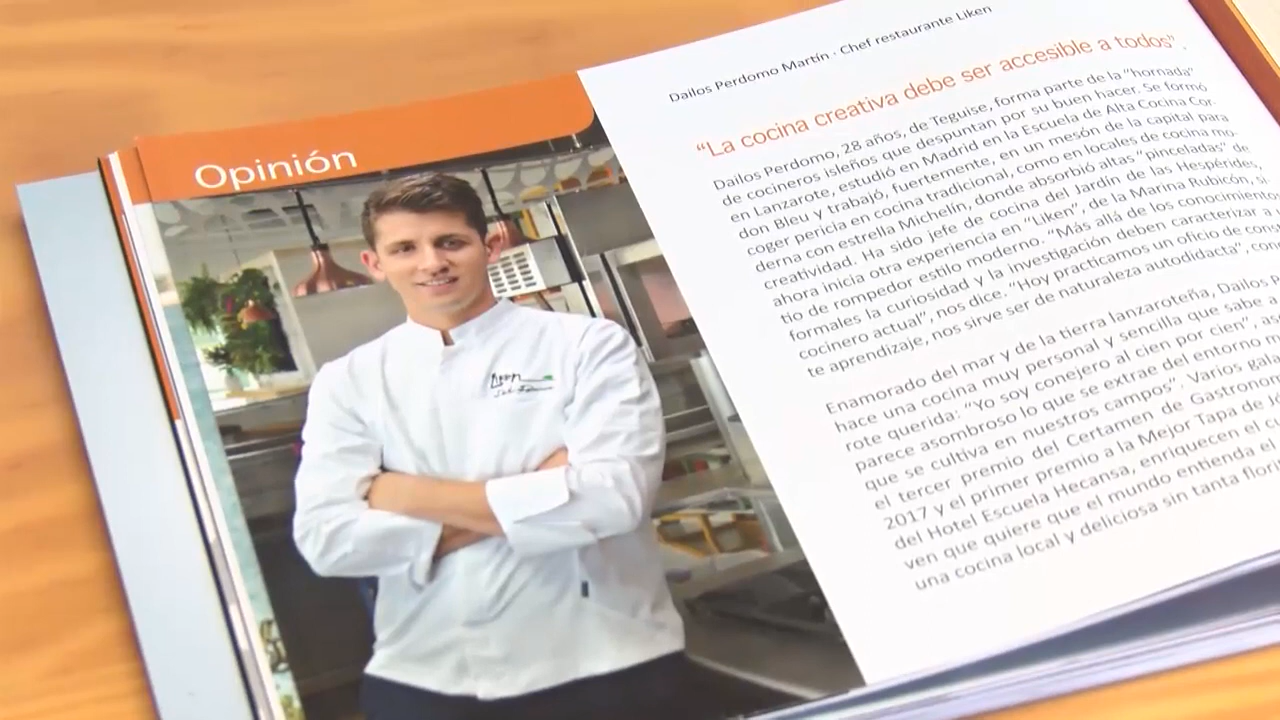 Opinión
Dailos Perdomo Martín · Chef restaurante Liken
“La cocina creativa debe ser accesible a todos”.
Dailos Perdomo, 28 años, de Teguise, forma parte de la “hornada”
de cocineros isleños que despuntan por su buen hacer. Se formó
en Lanzarote, estudió en Madrid en la Escuela de Alta Cocina Cor-
don Bleu y trabajó, fuertemente, en un mesón de la capital para
coger pericia en cocina tradicional, como en locales de cocina mo-
derna con estrella Michelín, donde absorbió altas “pinceladas” de
creatividad. Ha sido jefe de cocina del Jardín de las Hespérides,
ahora inicia otra experiencia en “Liken”, de la Marina Rubicón,
tio de rompedor estilo moderno. “Más allá de los conocimientos
formales la curiosidad y la investigación deben caracterizar a
cocinero actual”, nos dice. “Hoy practicamos un oficio de
te aprendizaje, nos sirve ser de naturaleza autodidacta”,
Enamorado del mar y de la tierra lanzaroteña, Dailos
hace una cocina muy personal y sencilla que sabe a
rote querida: “Yo soy conejero al cien por cien”,
parece asombroso lo que se extrae del entorno
que se cultiva en nuestros campos”. Varios
el tercer premio del Certamen de
2017 y el primer premio a la Mejor Tapa de
del Hotel Escuela Hecansa, enriquecen el
ven que quiere que el mundo entienda el
una cocina local y deliciosa sin tanta